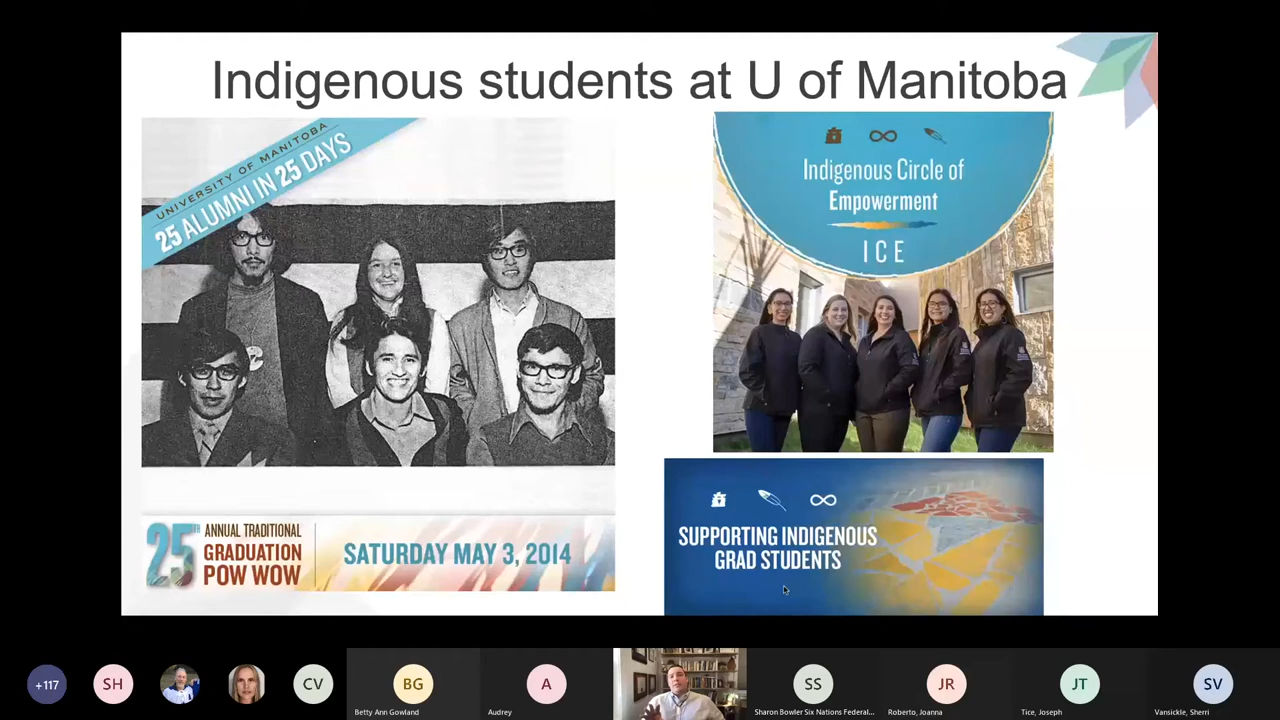 Indigenous students at U of Manitoba
UNIVERSITY OF MANITOBA
25 ALUMNI IN 25 DAYS
25TH ANNUAL TRADITIONAL
GRADUATION
POW WOW
SATURDAY MAY 3, 2014
Indigenous Circle of
Empowerment
ICE
SUPPORTING INDIGENOUS
GRAD STUDENTS
+117
SH
CV
BG
Betty Ann Gowland
A
Audrey
SS
Sharon Bowler Six Nations Federal...
JR
Roberto, Joanna
JT
Tice, Joseph
SV
Vansickle, Sherri